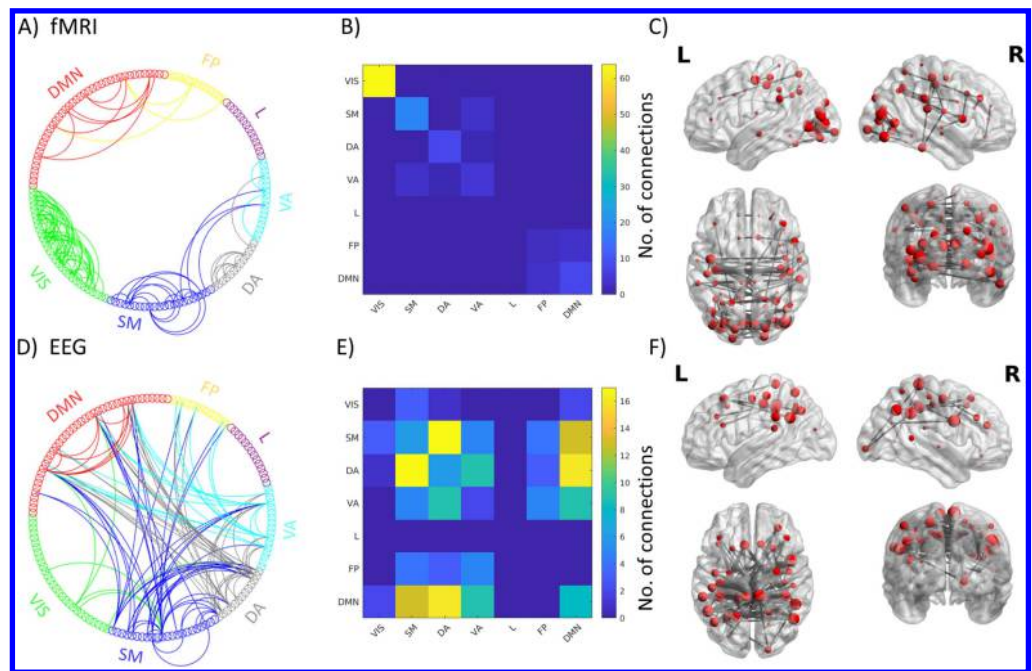 A) fMRI
DMN
FP
L
VA
DA
SM
VIS
B)
VIS
SM
DA
VA
L
FP
DMN
VIS
SM
DA
VA
L
FP
DMN
60
50
40
30
20
10
0
No. of connections
C)
L
R
D) EEG
DMN
FP
L
VA
DA
SM
VIS
E)
VIS
SM
DA
VA
L
FP
DMN
VIS
SM
DA
VA
L
FP
DMN
16
14
12
10
8
6
4
2
0
No. of connections
F)
L
R